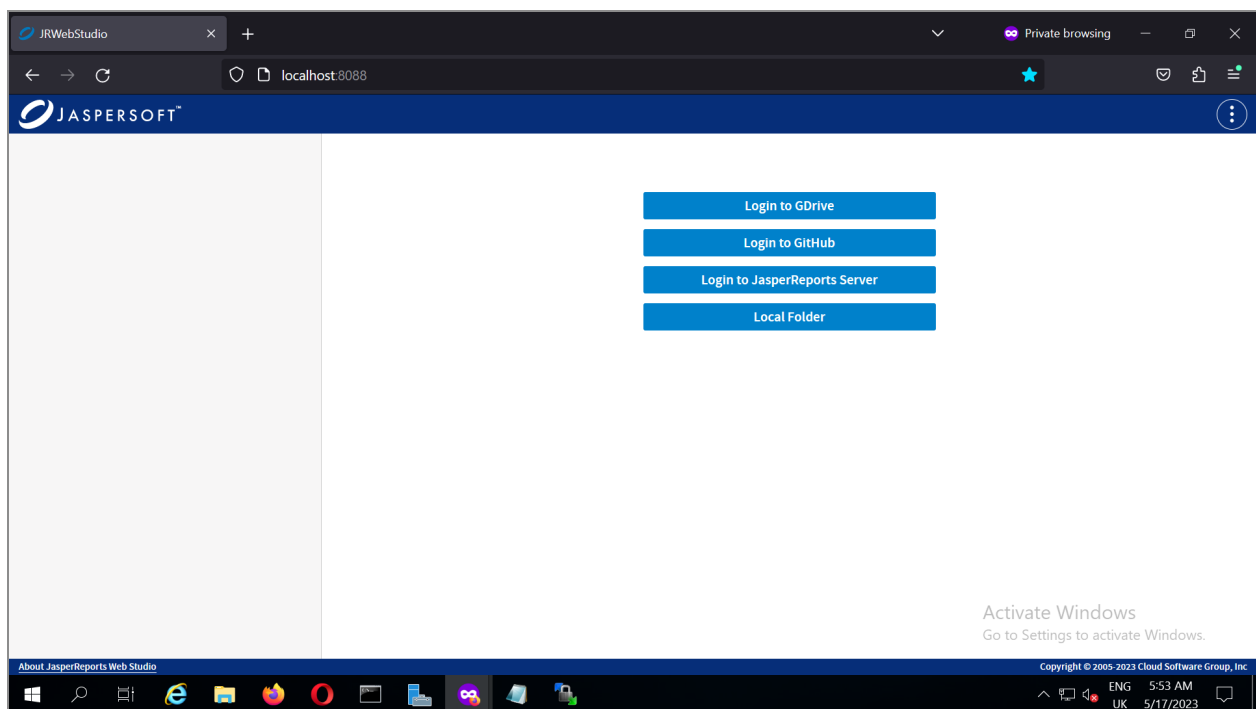 JRWebStudio
Private browsing
localhost:8088
JASPERSOFT™
Login to GDrive
Login to GitHub
Login to JasperReports Server
Local Folder
Activate Windows
Go to Settings to activate Windows.
About JasperReports Web Studio
Copyright © 2005-2023 Cloud Software Group, Inc
ENG
UK
5:53 AM
5/17/2023